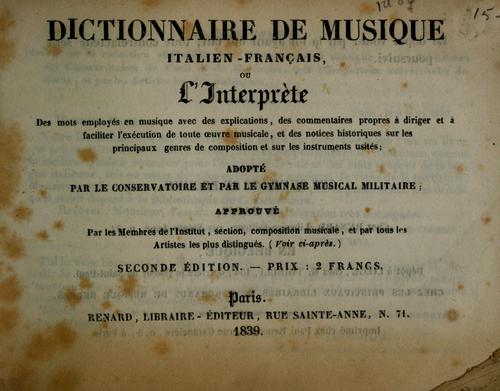 15.
DICTIONNAIRE DE MUSIQUE
ITALIEN-FRANÇAIS,
OU
L'Interprète
Des mots employés en musique avec des explications, des commentaires propres à diriger et à
faciliter l'exécution de toute œuvre musicale, et des notices historiques sur les
principaux genres de composition et sur les instruments usités;
ADOPTÉ
PAR LE CONSERVATOIRE ET PAR LE GYMNASE MUSICAL MILITAIRE;
APPROUVÉ
Par les Membres de l'Institut, section, composition musicale, et par tous les
Artistes les plus distingués. (Voir ci-après.)
SECONDE ÉDITION. — PRIX : 2 FRANCS.
Paris.
RENARD, LIBRAIRE-ÉDITEUR, RUE SAINTE-ANNE, N. 71.
1839.